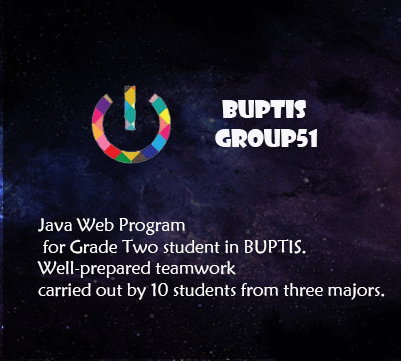 BUPTIS
GROUP51
Java Web Program
for Grade Two student in BUPTIS.
Well-prepared teamwork
carried out by 10 students from three majors.